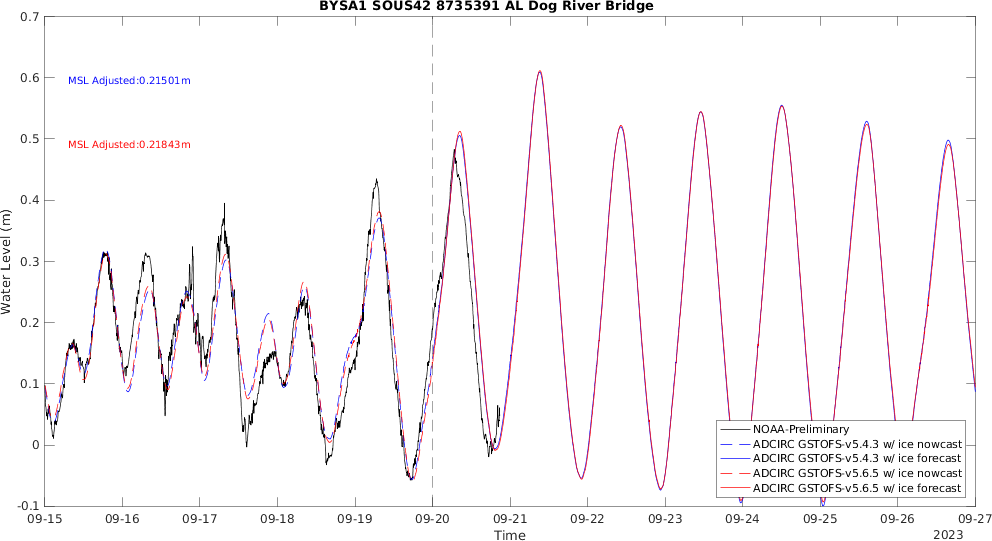 BYSA1 SOUS42 8735391 AL Dog River Bridge
0.7
0.6
0.5
0.4
0.3
0.2
0.1
0
-0.1
Water Level (m)
MSL Adjusted:0.21501m
MSL Adjusted:0.21843m
NOAA-Preliminary
ADCIRC GSTOFS-v5.4.3 w/ ice nowcast
ADCIRC GSTOFS-v5.4.3 w/ ice forecast
ADCIRC GSTOFS-v5.6.5 w/ ice nowcast
ADCIRC GSTOFS-v5.6.5 w/ ice forecast
09-15 09-16 09-17 09-18 09-19 09-20 09-21 09-22 09-23 09-24 09-25 09-26 09-27
Time
2023